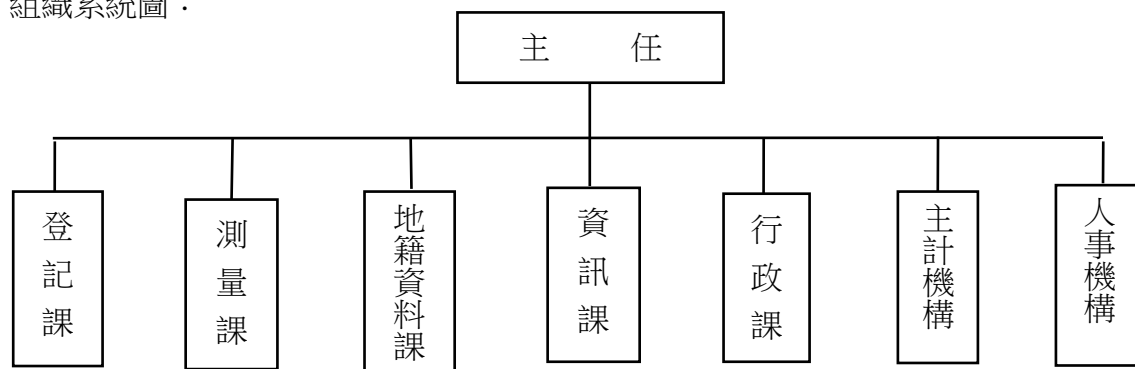 組織系統圖：
主 任
登記課
測量課
地籍資料課
資訊課
行政課
主計機構
人事機構